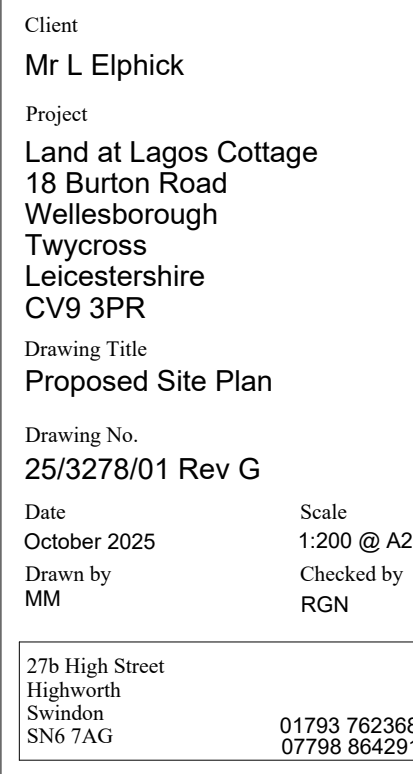 Client
Mr L Elphick
Project
Land at Lagos Cottage
18 Burton Road
Wellesborough
Twycross
Leicestershire
CV9 3PR
Drawing Title
Proposed Site Plan
Drawing No.
25/3278/01 Rev G
Date Scale
October 2025 1:200 @ A2
Drawn by Checked by
MM RGN
27b High Street
Highworth
Swindon
SN6 7AG
01793 762368
07798 864291